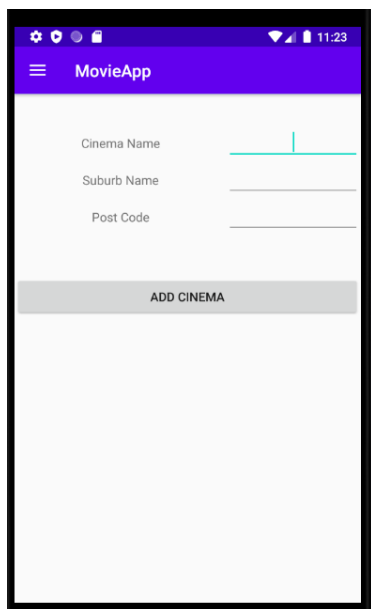 11:23
MovieApp
Cinema Name
Suburb Name
Post Code
ADD CINEMA